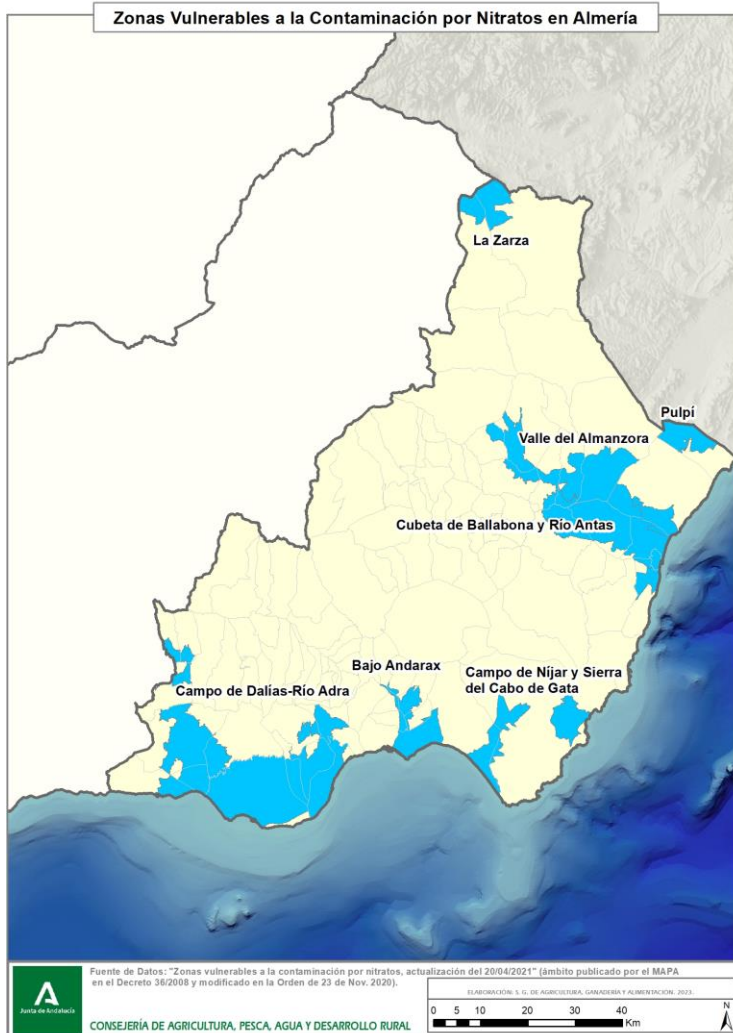 Zonas Vulnerables a la Contaminación por Nitratos en Almería
La Zarza
Pulpí
Valle del Almanzora
Cubeta de Ballabona y Río Antas
Bajo Andarax
Campo de Níjar y Sierra
del Cabo de Gata
Campo de Dalías-Río Adra
Fuente de Datos: "Zonas vulnerables a la contaminación por nitratos, actualización del 20/04/2021" (ámbito publicado por el MAPA
en el Decreto 36/2008 y modificado en la Orden de 23 de Nov. 2020).
ELABORACIÓN: S. G. DE AGRICULTURA, GANADERÍA Y ALIMENTACIÓN. 2023.
0 5 10 20 30 40
Km
N
A
Junta de Andalucía
CONSEJERÍA DE AGRICULTURA, PESCA, AGUA Y DESARROLLO RURAL